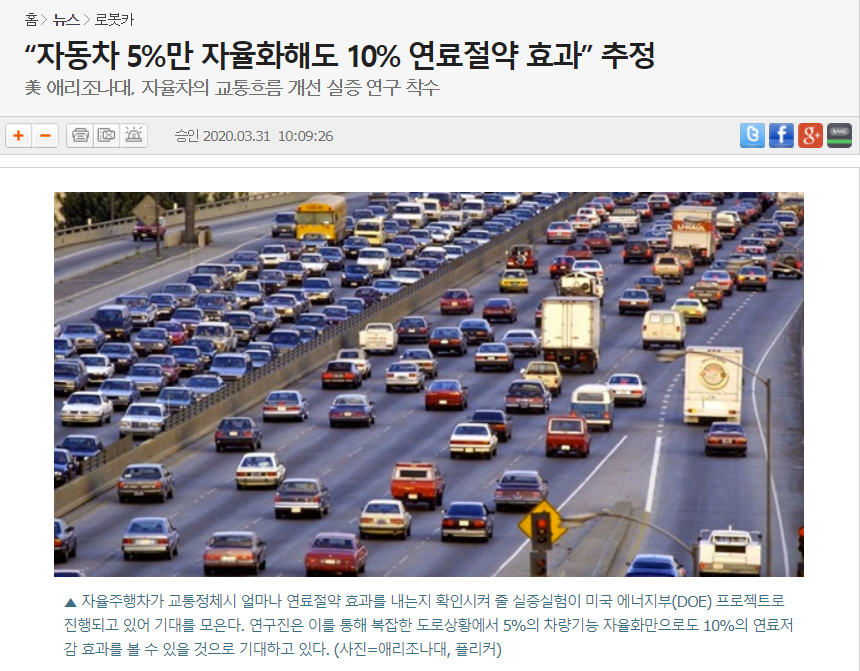 홈 > 뉴스 > 로봇카
“자동차 5%만 자율화해도 10% 연료절약 효과” 추정
美 애리조나대, 자율차의 교통흐름 개선 실증 연구 착수
승인 2020.03.31 10:09:26
BAND
U-HAUL
▲ 자율주행차가 교통정체시 얼마나 연료절약 효과를 내는지 확인시켜 줄 실증실험이 미국 에너지부(DOE) 프로젝트로
진행되고 있어 기대를 모은다. 연구진은 이를 통해 복잡한 도로상황에서 5%의 차량기능 자율화만으로도 10%의 연료저
감 효과를 볼 수 있을 것으로 기대하고 있다. (사진=애리조나대, 플리커)